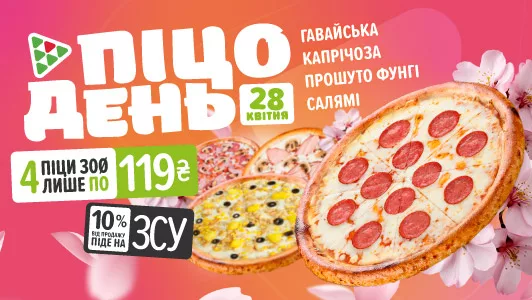 ПІЦО
ДЕНЬ
28
КВІТНЯ
ГАВАЙСЬКА
КАПРІЧОЗА
ПРОШУТО ФУНГІ
САЛЯМІ
4 ПІЦИ 30Ø
ЛИШЕ ПО
119₴
10%
ВІД ПРОДАЖУ
ПІДЕ НА
ЗСУ